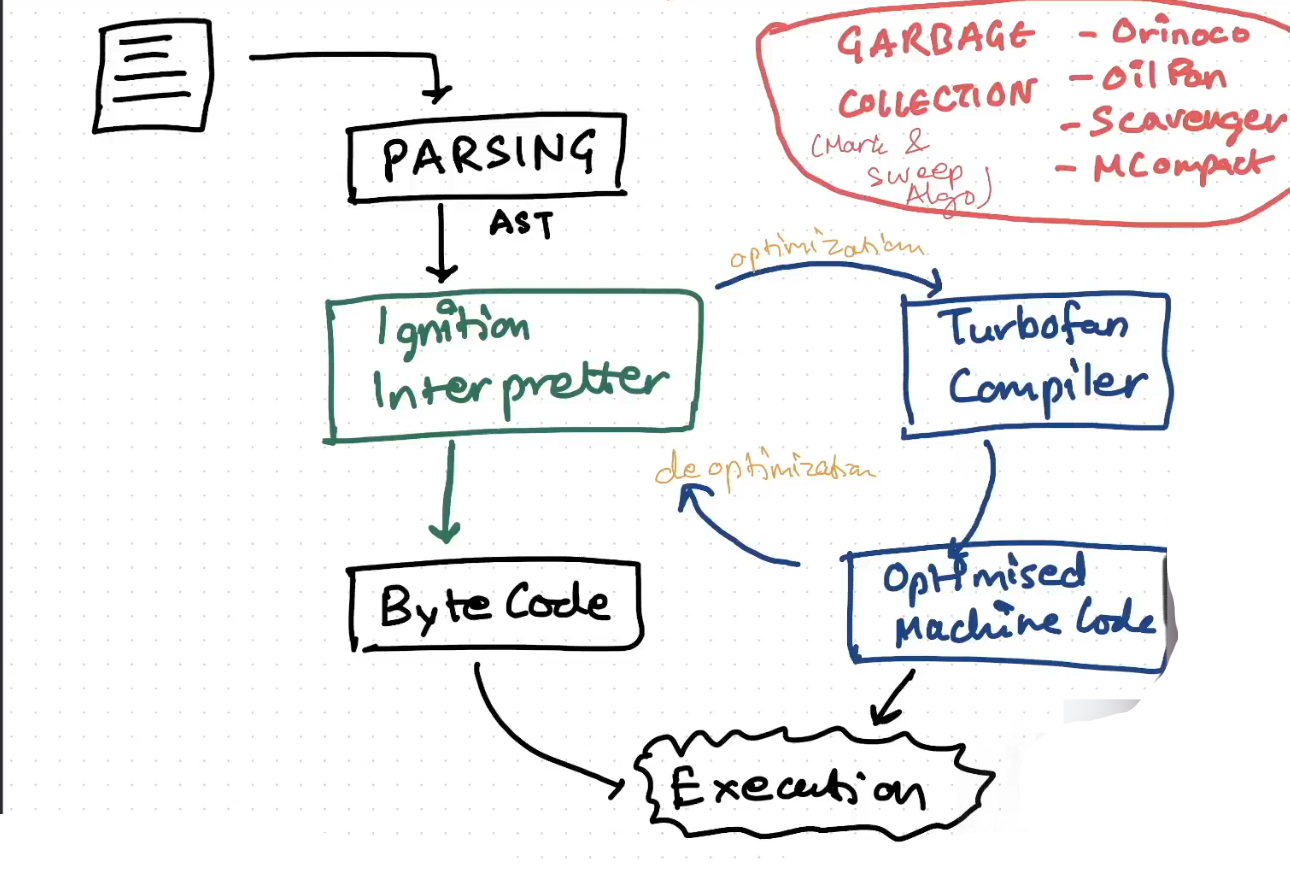 GARBAGE
COLLECTION
(Mark &
sweep
Algo)
- Orinoco
- Oil Pan
- Scavenger
- MCompact
PARSING
AST
optimization
Ignition
Interpretter
Turbofan
Compiler
deoptimization
Byte Code
Optimised
Machine Code
Execution